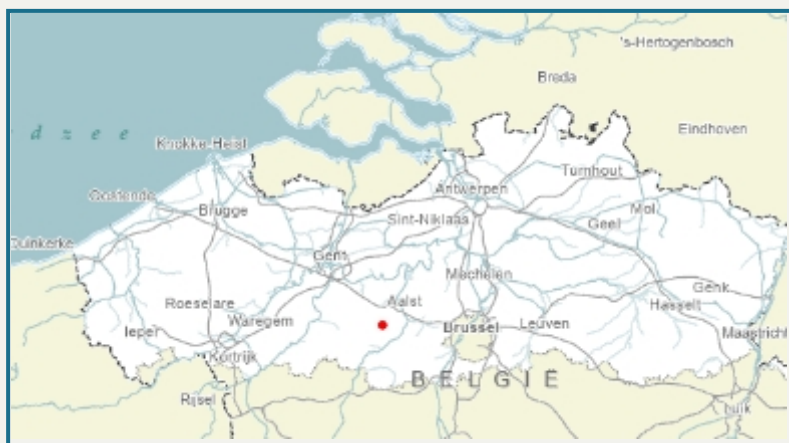 's-Hertogenbosch
Breda
d z e e
Eindhoven
Knokke-Heist
Turnhout
Antwerpen
Oostende
Mol
Brugge
Sint-Niklaas
Geel
Duinkerke
Gent
Mechelen
Genk
Roeselare
Aalst
Hasselt
Waregem
Ieper
Brussel
Leuven
Maastricht
Kortrijk
BELGIË
Rijsel
Luik